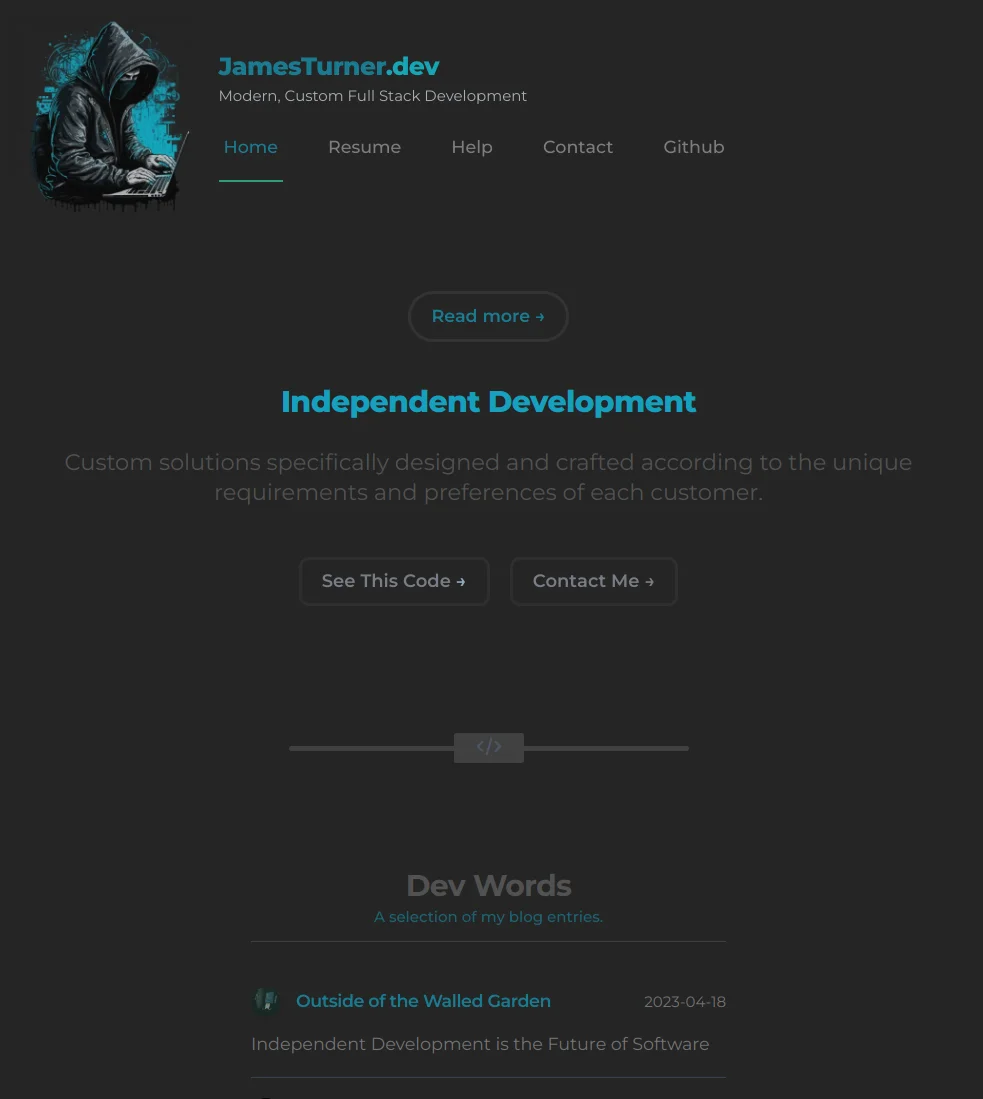 JamesTurner.dev
Modern, Custom Full Stack Development
Home Resume Help Contact Github
Read more →
Independent Development
Custom solutions specifically designed and crafted according to the unique
requirements and preferences of each customer.
See This Code → Contact Me →
</>
Dev Words
A selection of my blog entries.
Outside of the Walled Garden 2023-04-18
Independent Development is the Future of Software